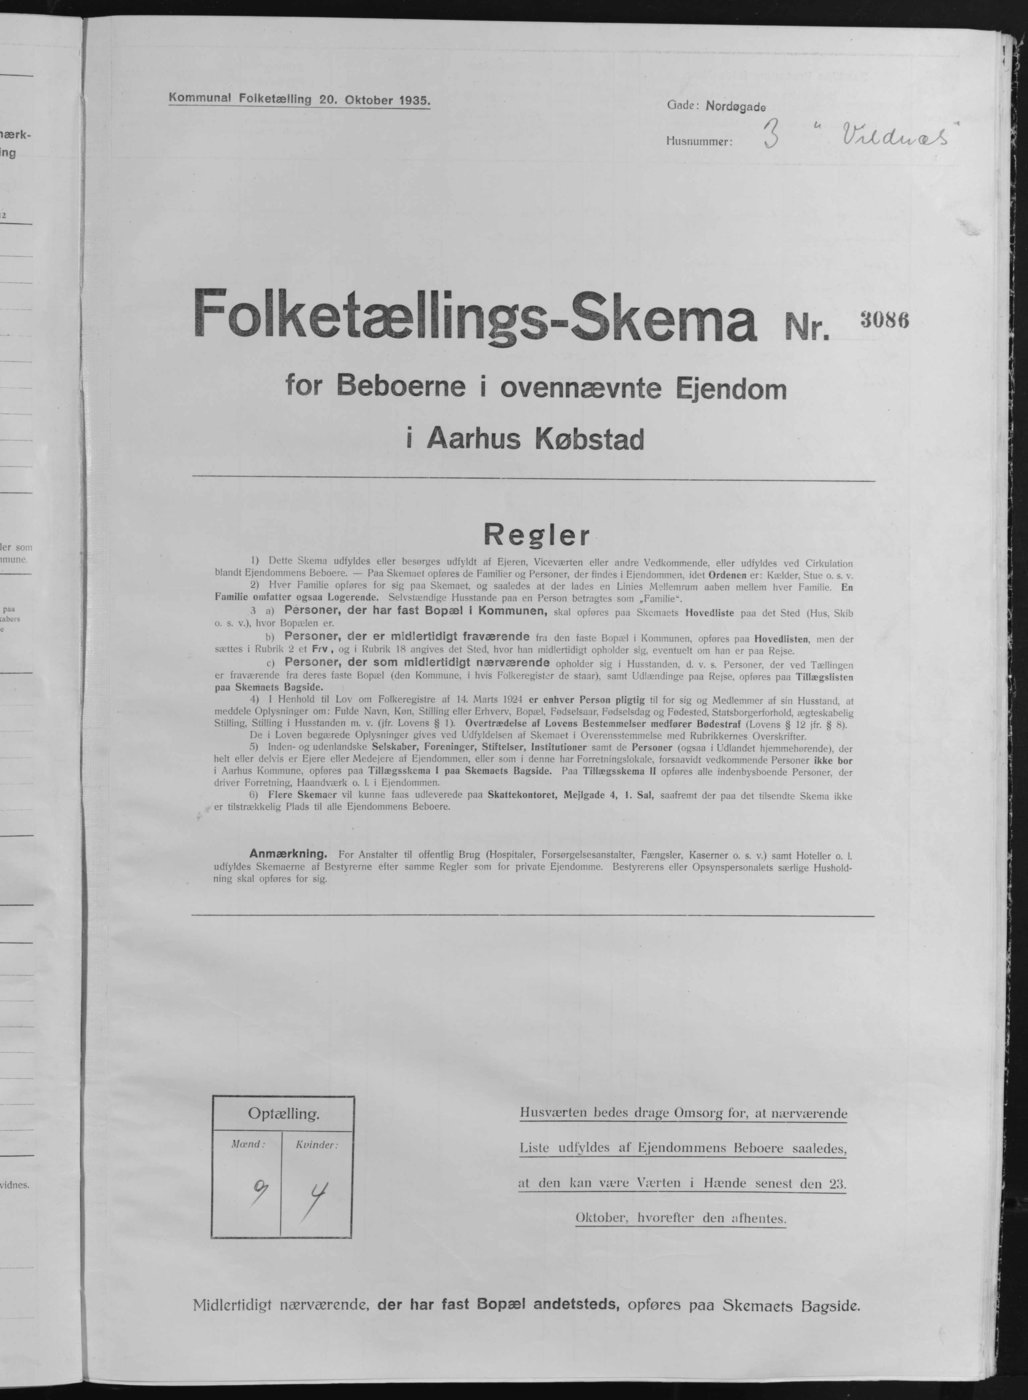 Kommunal Folketælling 20. Oktober 1935.
Gade: Nordøgade
Husnummer: 3 "Vildnæs"
Folketællings-Skema Nr. 3086
for Beboerne i ovennævnte Ejendom
i Aarhus Købstad
Regler
1) Dette Skema udfyldes eller besørges udfyldt af Ejeren, Viceværten eller andre Vedkommende, eller udfyldes ved Cirkulation
blandt Ejendommens Beboere. — Paa Skemaet opføres de Familier og Personer, der findes i Ejendommen, idet Ordenen er: Kælder, Stue o. s. v.
2) Hver Familie opføres for sig paa Skemaet, og saaledes at der lades en Linies Mellemrum aaben mellem hver Familie. En
Familie omfatter ogsaa Logerende. Selvstændige Husstande paa en Person betragtes som „Familie".
3 a) Personer, der har fast Bopæl i Kommunen, skal opføres paa Skemaets Hovedliste paa det Sted (Hus, Skib
o. s. v.), hvor Bopælen er.
b) Personer, der er midlertidigt fraværende fra den faste Bopæl i Kommunen, opføres paa Hovedlisten, men der
sættes i Rubrik 2 et Frv., og i Rubrik 18 angives det Sted, hvor han midlertidigt opholder sig, eventuelt om han er paa Rejse.
c) Personer, der som midlertidigt nærværende opholder sig i Husstanden, d. v. s. Personer, der ved Tællingen
er fraværende fra deres faste Bopæl (den Kommune, i hvis Folkeregister de staar), samt Udlændinge paa Rejse, opføres paa Tillægslisten
paa Skemaets Bagside.
4) I Henhold til Lov om Folkeregistre af 14. Marts 1924 er enhver Person pligtig til for sig og Medlemmer af sin Husstand, at
meddele Oplysninger om: Fulde Navn, Køn, Stilling eller Erhverv, Bopæl, Fødselsaar, Fødselsdag og Fødested, Statsborgerforhold, ægteskabelig
Stilling, Stilling i Husstanden m. v. (jfr. Lovens § 1). Overtrædelse af Lovens Bestemmelser medfører Bødestraf (Lovens § 12 jfr. § 8).
De i Loven begærede Oplysninger gives ved Udfyldelsen af Skemaet i Overensstemmelse med Rubrikkernes Overskrifter.
5) Inden- og udenlandske Selskaber, Foreninger, Stiftelser, Institutioner samt de Personer (ogsaa i Udlandet hjemmehørende), der
helt eller delvis er Ejere eller Medejere af Ejendommen, eller som i denne har Forretningslokale, forsaavidt vedkommende Personer ikke bor
i Aarhus Kommune, opføres paa Tillægsskema I paa Skemaets Bagside. Paa Tillægsskema II opføres alle indenbysboende Personer, der
driver Forretning, Haandværk o. l. i Ejendommen.
6) Flere Skemaer vil kunne faas udleverede paa Skattekontoret, Mejlgade 4, 1. Sal, saafremt der paa det tilsendte Skema ikke
er tilstrækkelig Plads til alle Ejendommens Beboere.
Anmærkning. For Anstalter til offentlig Brug (Hospitaler, Forsørgelsesanstalter, Fængsler, Kaserner o. s. v.) samt Hoteller o. l.
udfyldes Skemaerne af Bestyrerne efter samme Regler som for private Ejendomme. Bestyrerens eller Opsynspersonalets særlige Hushold-
ning skal opføres for sig.
Optælling.
Mænd: Kvinder:
9 4
Husværten bedes drage Omsorg for, at nærværende
Liste udfyldes af Ejendommens Beboere saaledes,
at den kan være Værten i Hænde senest den 23.
Oktober, hvorefter den afhentes.
Midlertidigt nærværende, der har fast Bopæl andetsteds, opføres paa Skemaets Bagside.